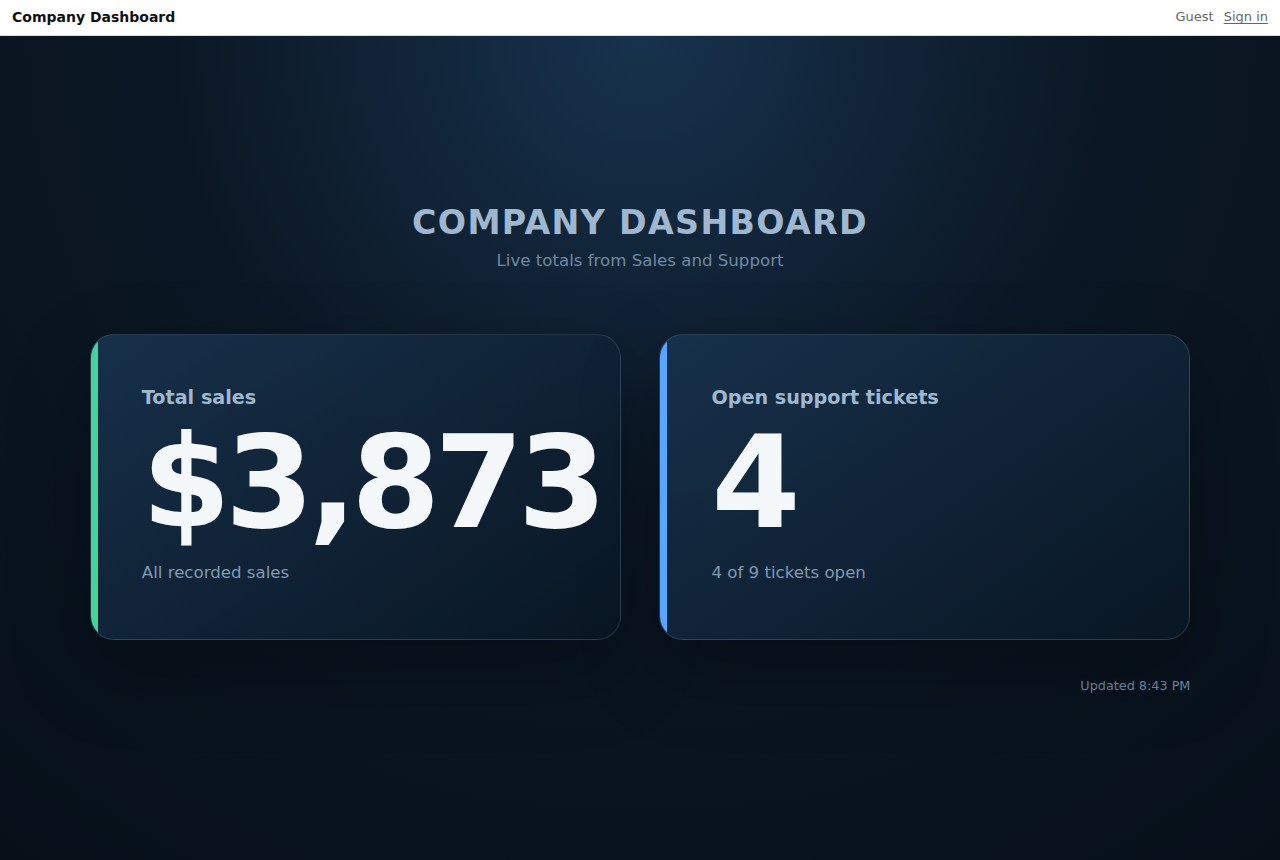 Company Dashboard
Guest Sign in
COMPANY DASHBOARD
Live totals from Sales and Support
Total sales
$3,873
All recorded sales
Open support tickets
4
4 of 9 tickets open
Updated 8:43 PM